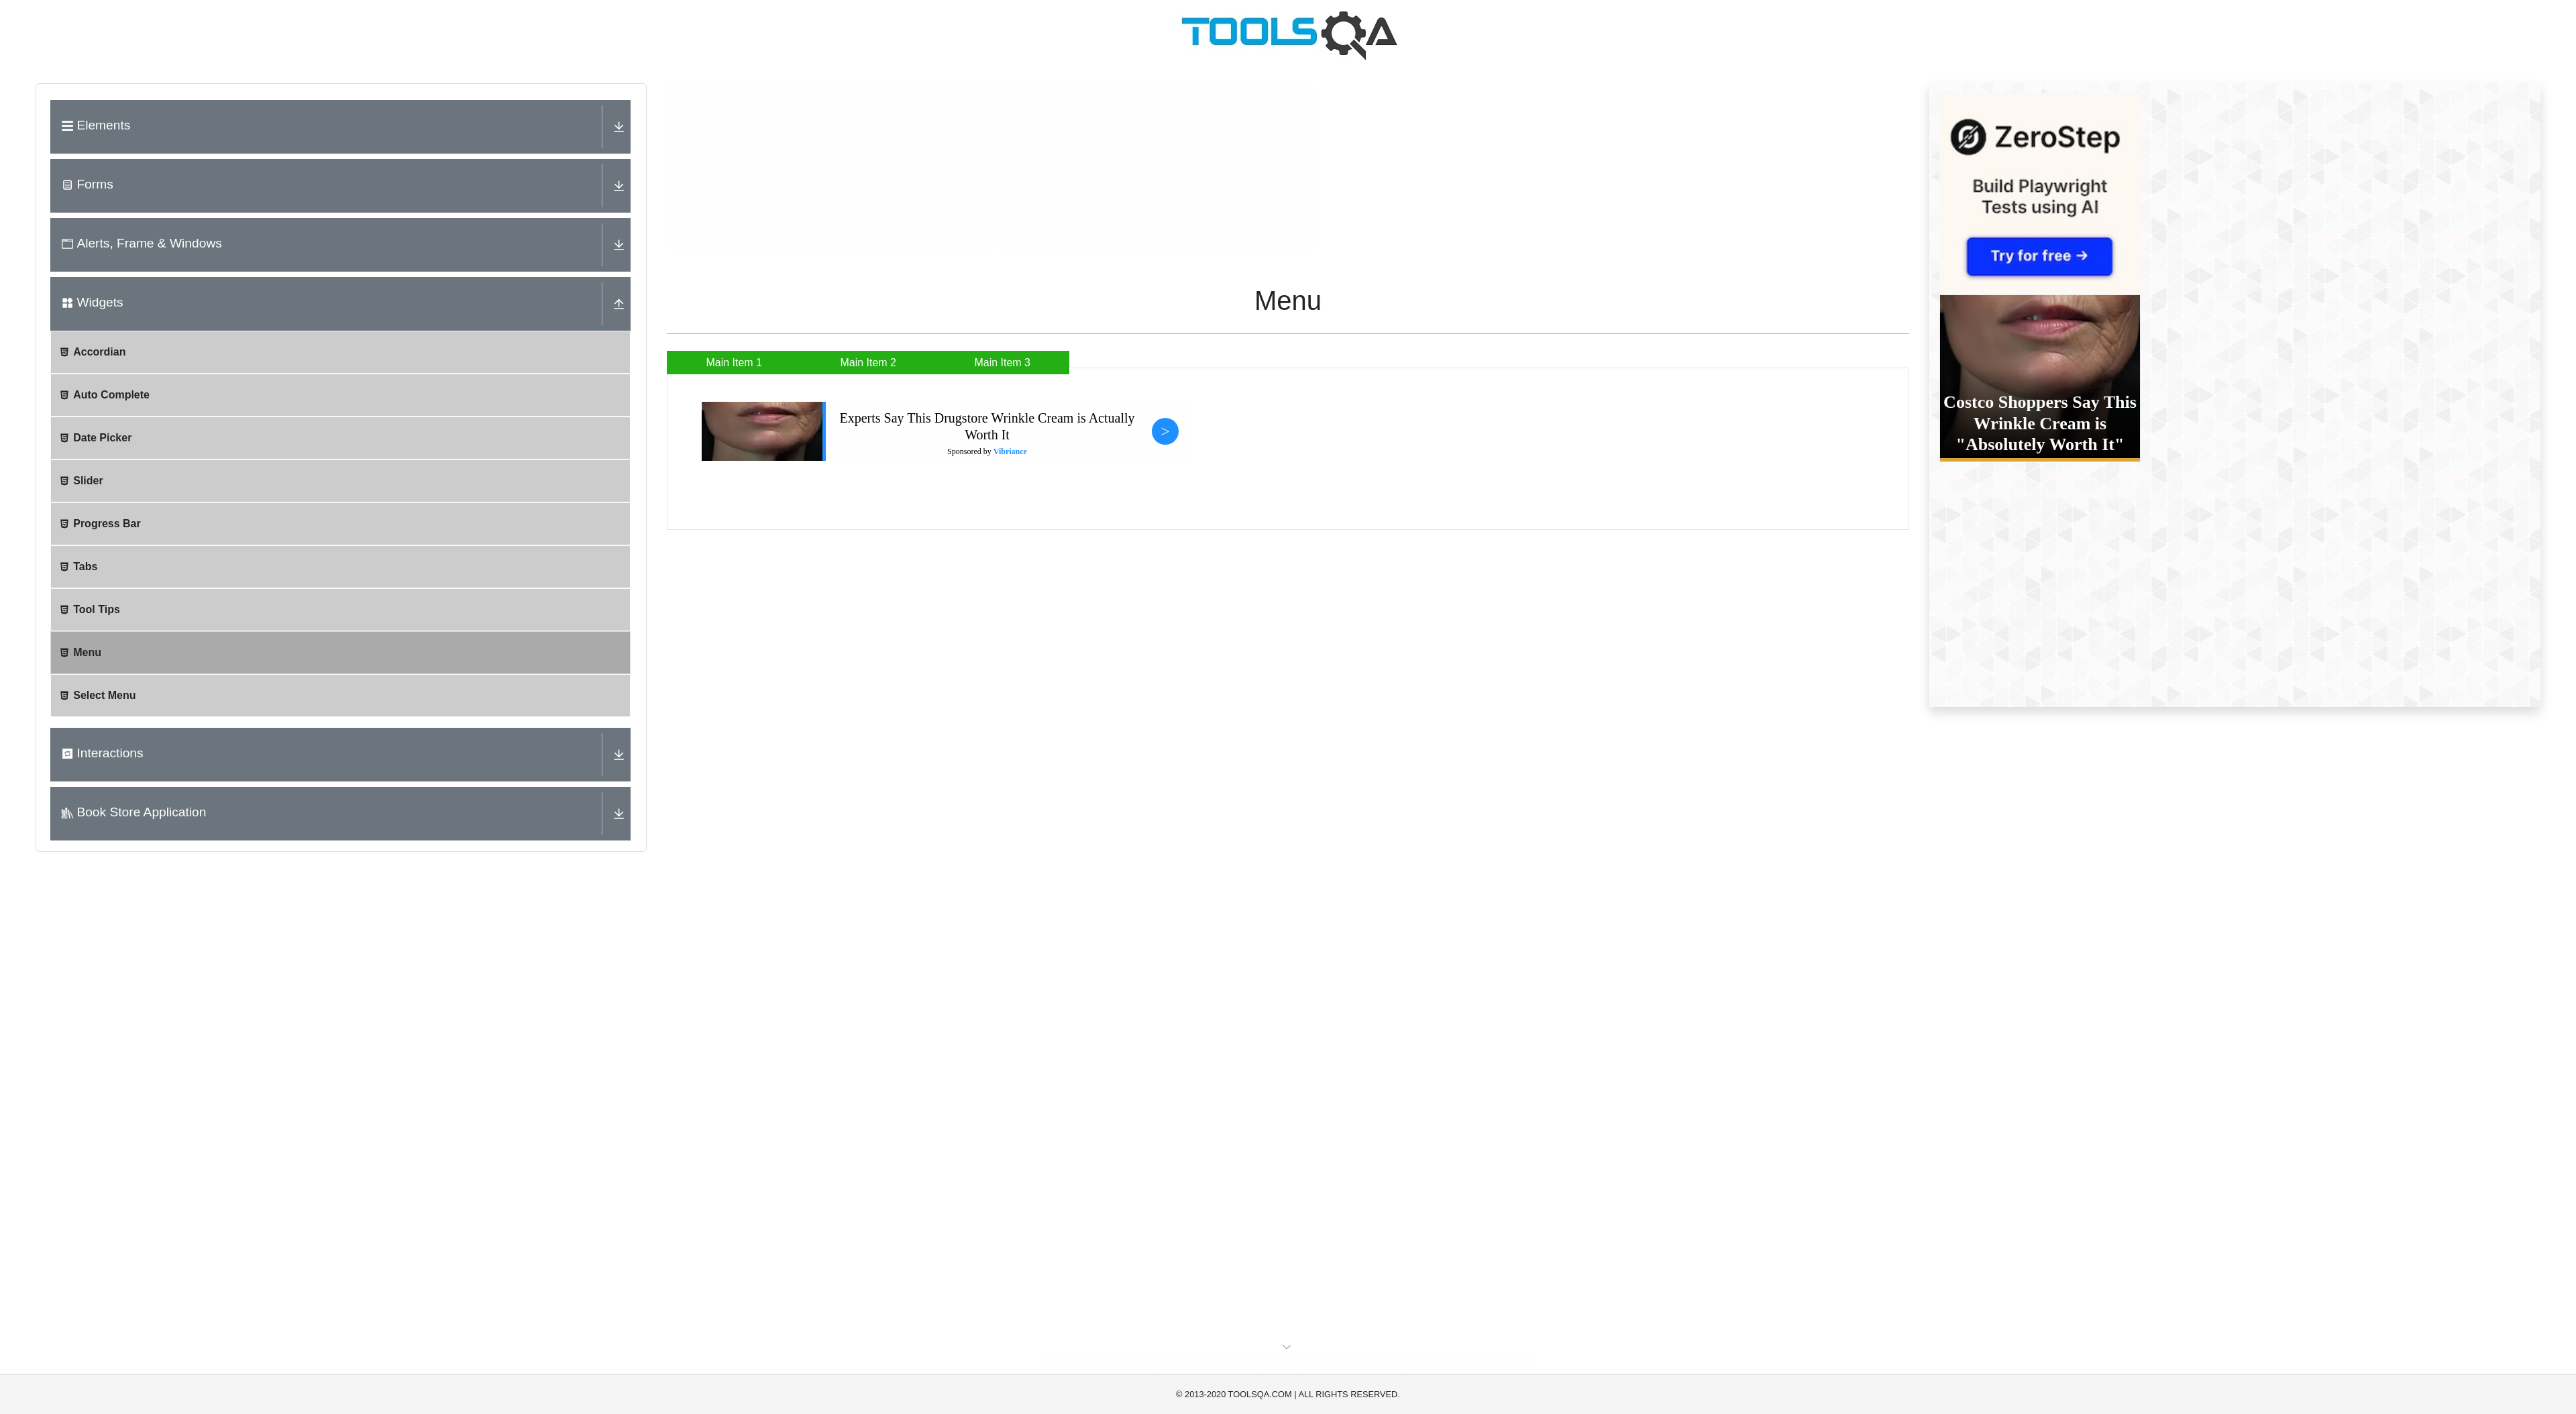 TOOLSQA
Elements
Forms
Alerts, Frame & Windows
Widgets
Accordian
Auto Complete
Date Picker
Slider
Progress Bar
Tabs
Tool Tips
Menu
Select Menu
Interactions
Book Store Application
Menu
Main Item 1
Main Item 2
Main Item 3
Experts Say This Drugstore Wrinkle Cream is Actually
Worth It
Sponsored by Vibriance
>
ZeroStep
Build Playwright
Tests using AI
Try for free →
Costco Shoppers Say This
Wrinkle Cream is
"Absolutely Worth It"
© 2013-2020 TOOLSQA.COM | ALL RIGHTS RESERVED.